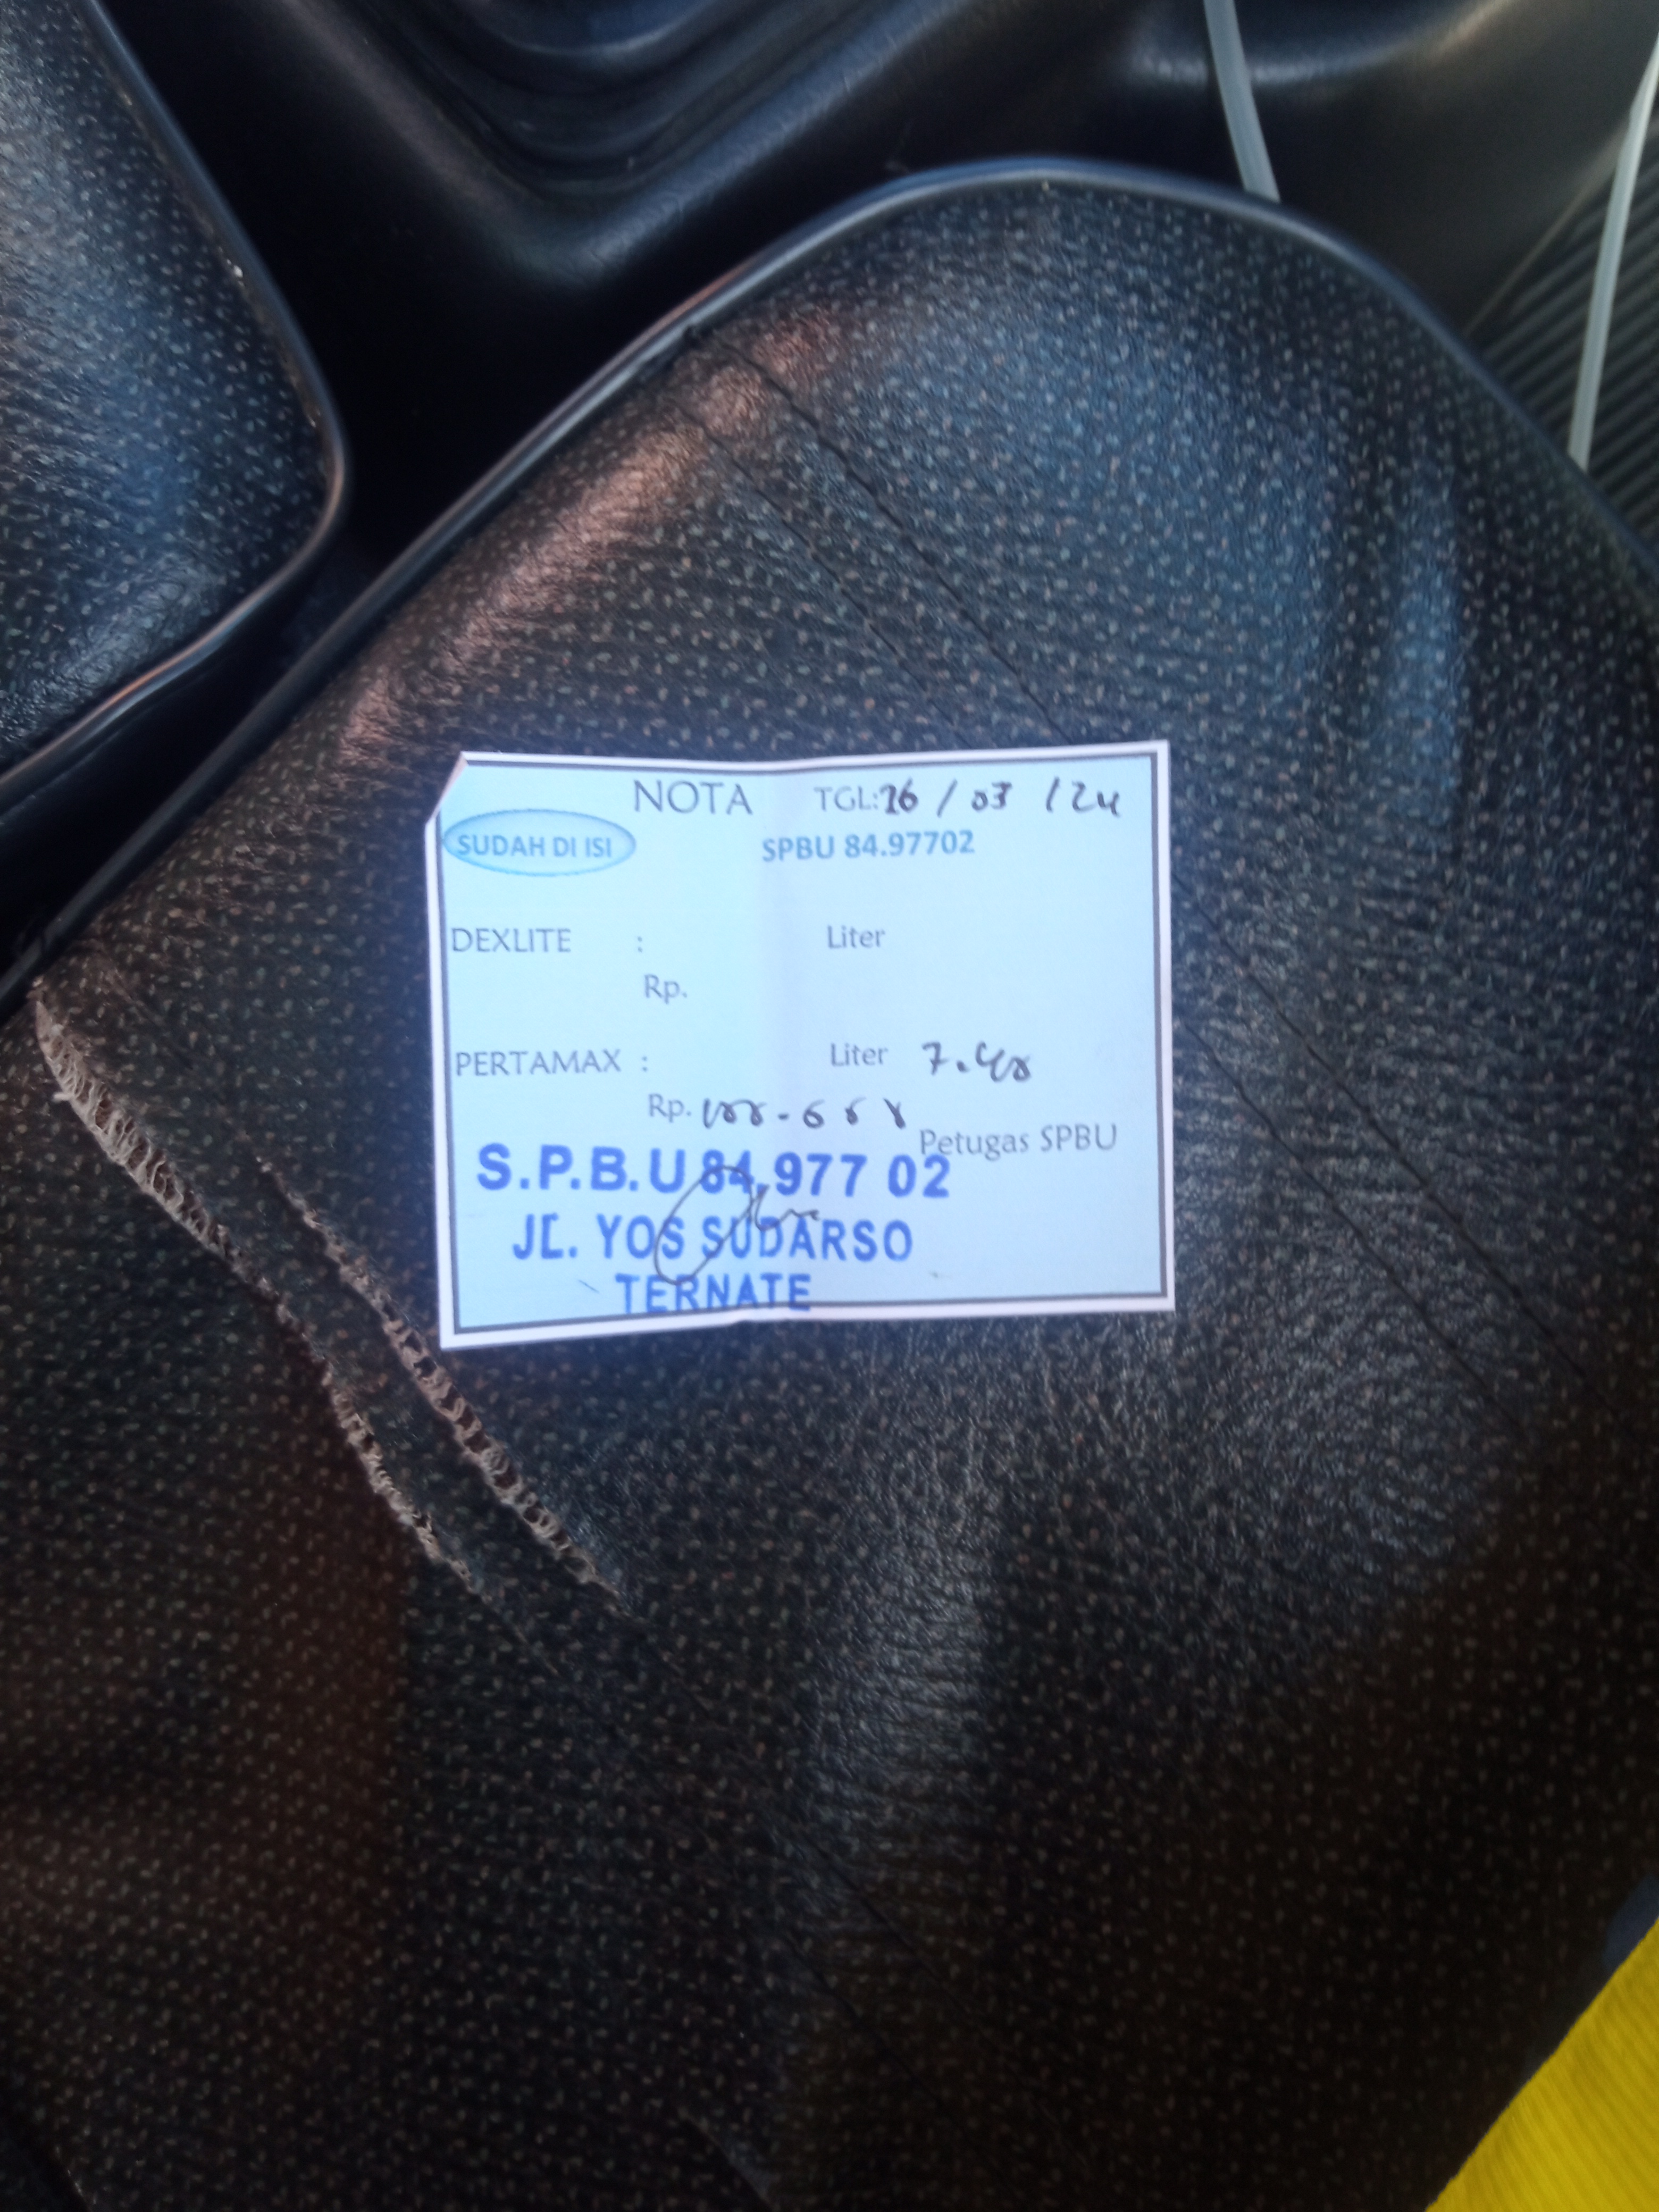 NOTA TGL: 26 / 03 / 24
SUDAH DI ISI SPBU 84.97702
DEXLITE : Liter
Rp.
PERTAMAX : Liter 7.40
Rp.
Petugas SPBU
S.P.B.U 84.977 02
JL. YOS SUDARSO
TERNATE